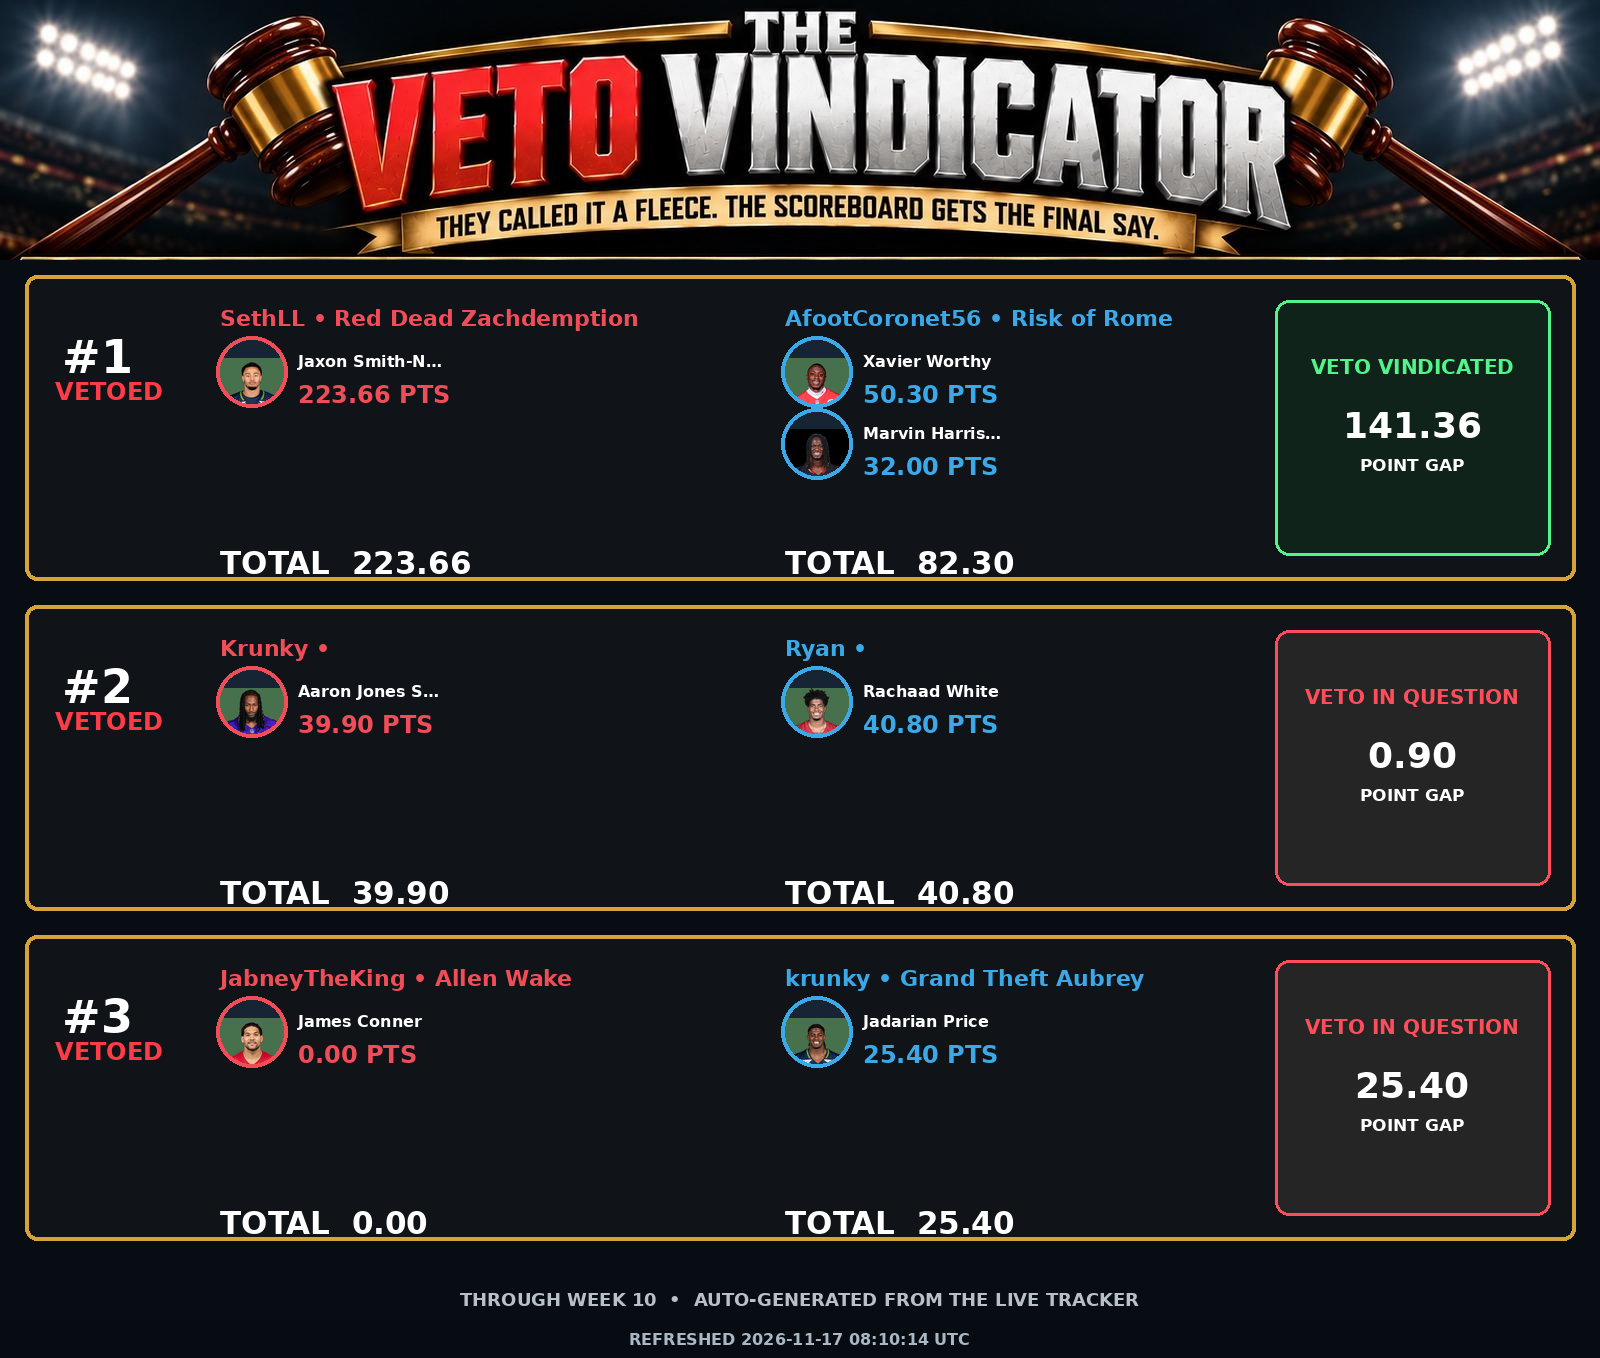 THE
VETO VINDICATOR
THEY CALLED IT A FLEECE. THE SCOREBOARD GETS THE FINAL SAY.
#1
VETOED
SethLL • Red Dead Zachdemption
Jaxon Smith-N...
223.66 PTS
TOTAL 223.66
AfootCoronet56 • Risk of Rome
Xavier Worthy
50.30 PTS
Marvin Harris...
32.00 PTS
TOTAL 82.30
VETO VINDICATED
141.36
POINT GAP
#2
VETOED
Krunky •
Aaron Jones S...
39.90 PTS
TOTAL 39.90
Ryan •
Rachaad White
40.80 PTS
TOTAL 40.80
VETO IN QUESTION
0.90
POINT GAP
#3
VETOED
JabneyTheKing • Allen Wake
James Conner
0.00 PTS
TOTAL 0.00
krunky • Grand Theft Aubrey
Jadarian Price
25.40 PTS
TOTAL 25.40
VETO IN QUESTION
25.40
POINT GAP
THROUGH WEEK 10 • AUTO-GENERATED FROM THE LIVE TRACKER
REFRESHED 2026-11-17 08:10:14 UTC